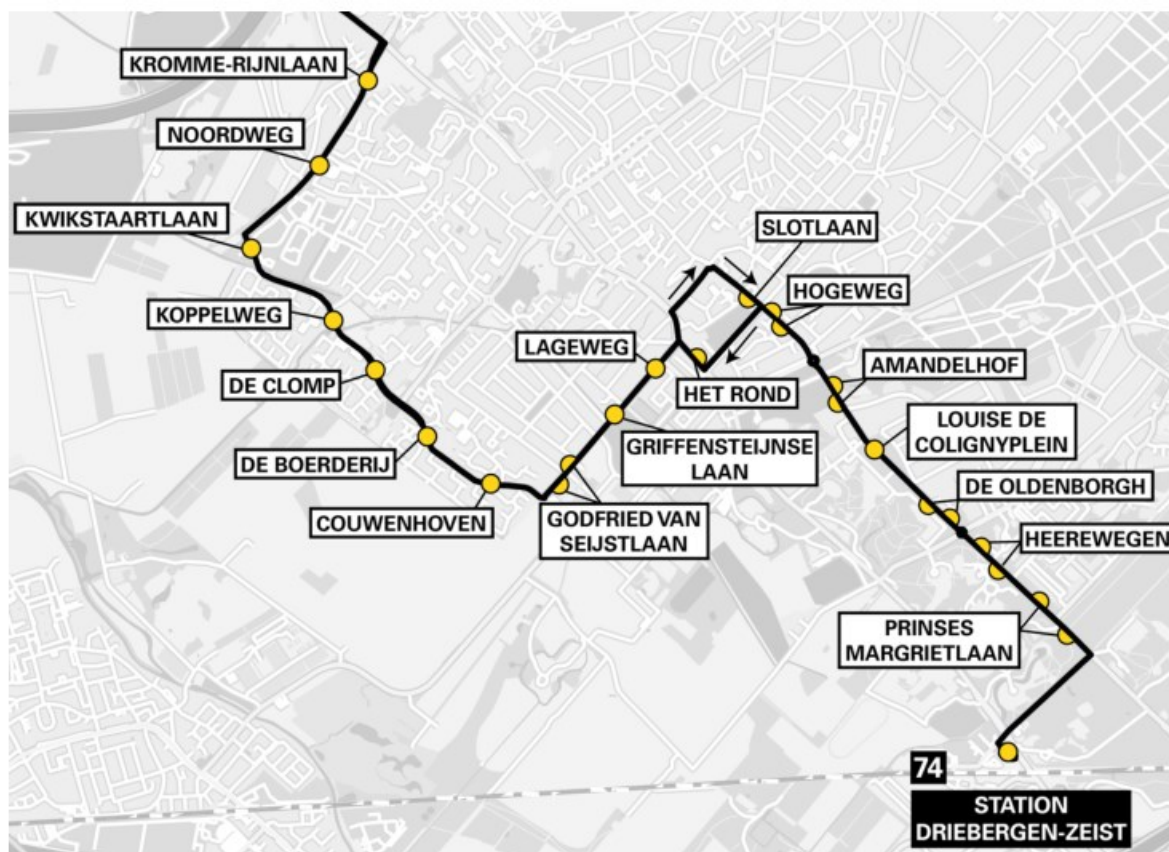 KROMME-RIJNLAAN
NOORDWEG
KWIKSTAARTLAAN
KOPPELWEG
DE CLOMP
DE BOERDERIJ
COUWENHOVEN
GODFRIED VAN
SEIJSTLAAN
GRIFFENSTEIJNSE
LAAN
LAGEWEG
HET ROND
SLOTLAAN
HOGEWEG
AMANDELHOF
LOUISE DE
COLIGNYPLEIN
DE OLDENBORGH
HEEREWEGEN
PRINSES
MARGRIETLAAN
74
STATION
DRIEBERGEN-ZEIST